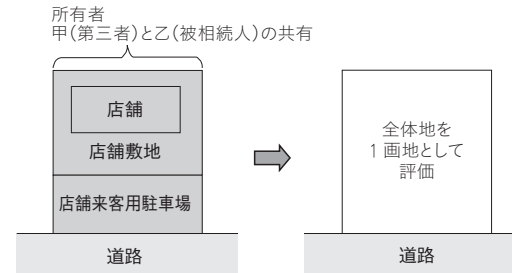 所有者
甲(第三者)と乙(被相続人)の共有
店舗
店舗敷地
店舗来客用駐車場
道路
全体地を
1画地として
評価
道路